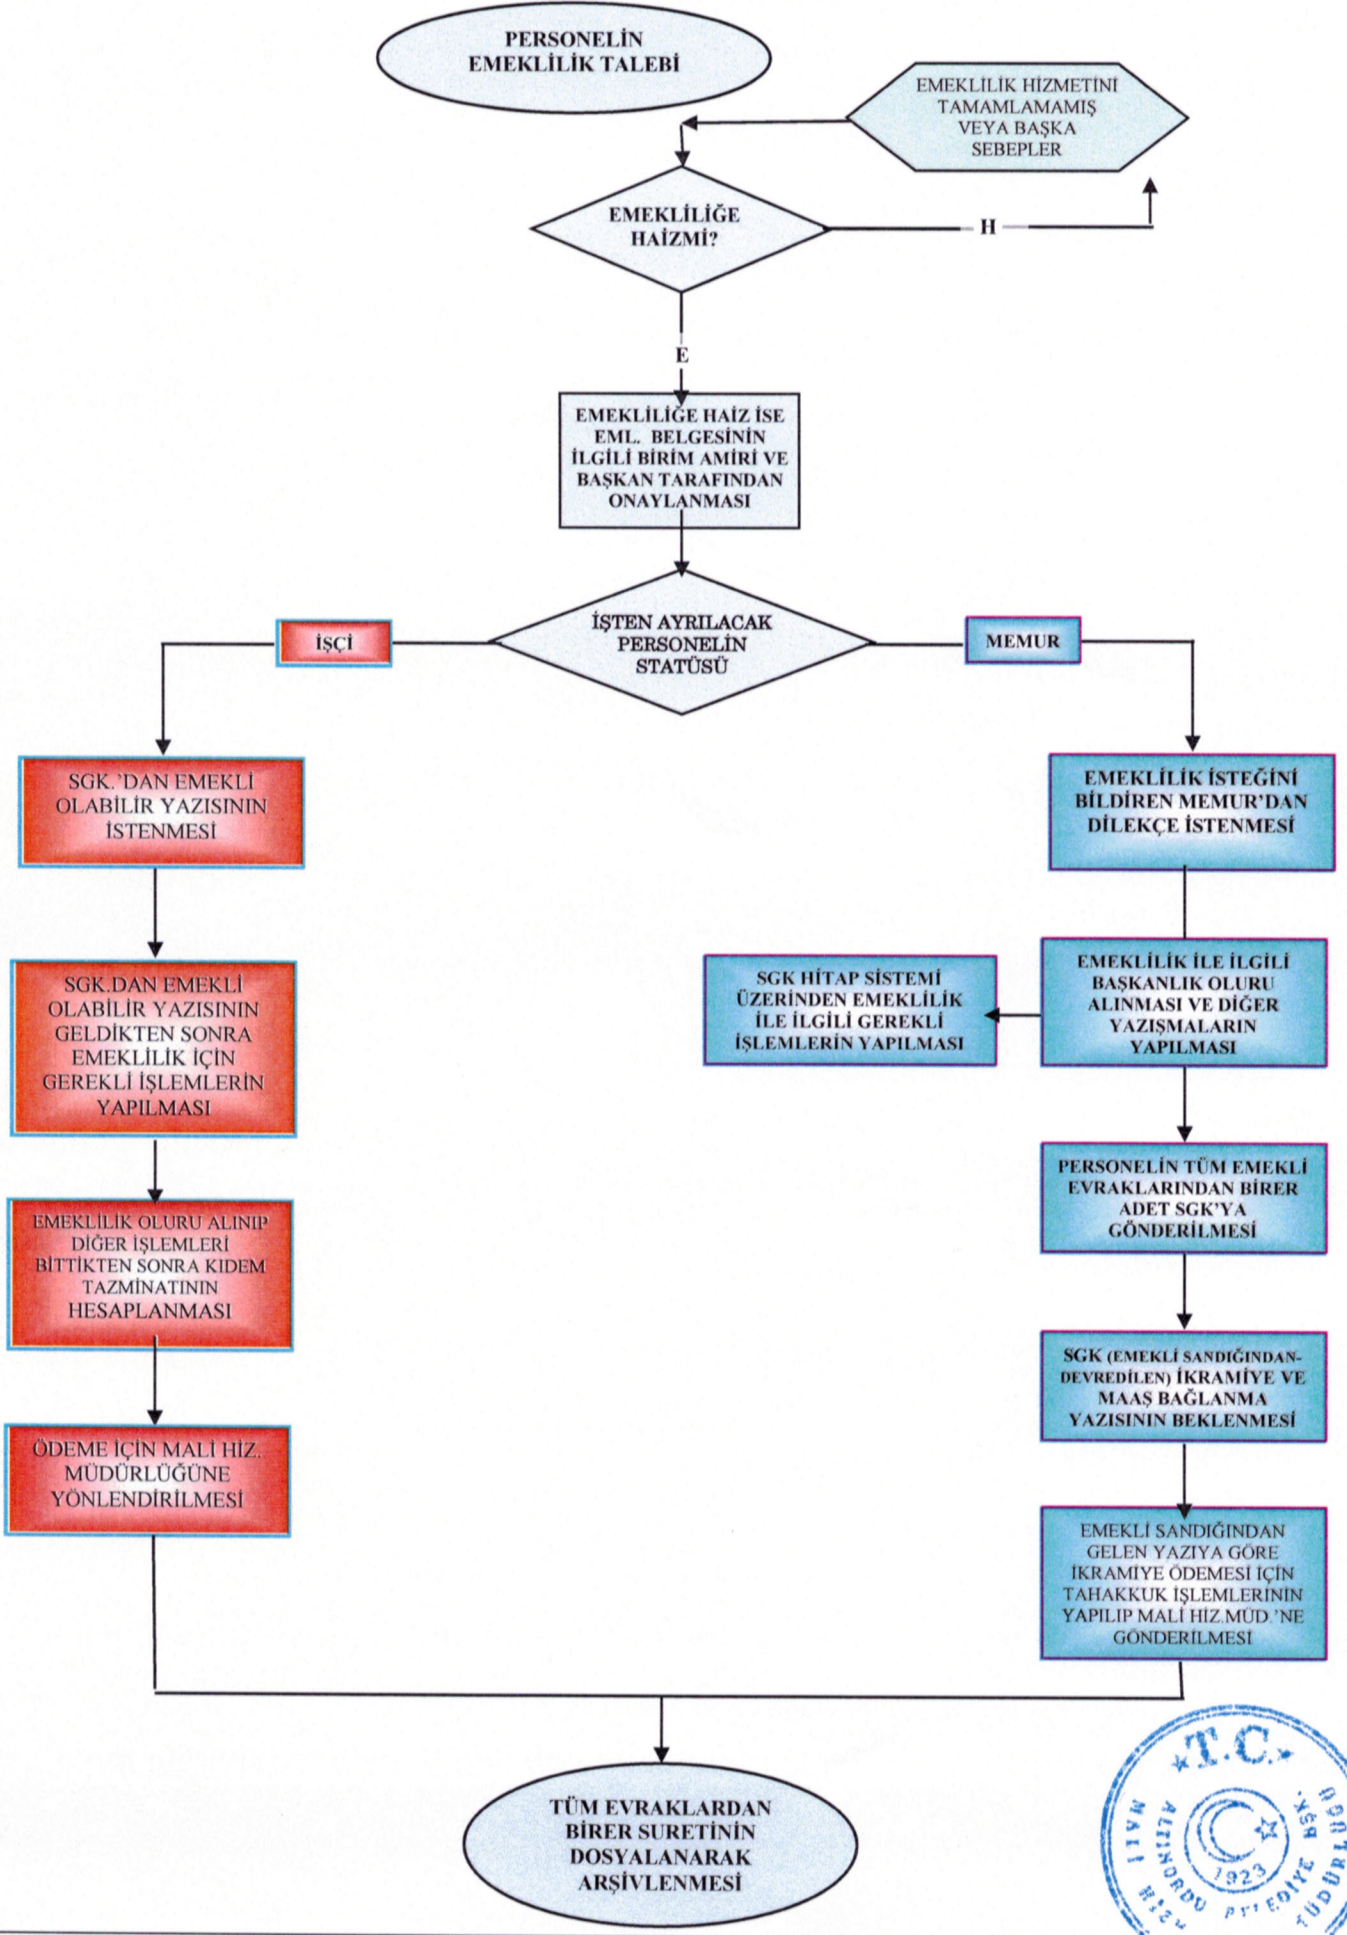 PERSONELİN
EMEKLİLİK TALEBİ
EMEKLİLİK HİZMETİNİ
TAMAMLAMAMIŞ
VEYA BAŞKA
SEBEPLER
EMEKLİLİĞE
HAİZMİ?
H
E
EMEKLİLİĞE HAİZ İSE
EML. BELGESİNİN
İLGİLİ BİRİM AMİRİ VE
BAŞKAN TARAFINDAN
ONAYLANMASI
İŞTEN AYRILACAK
PERSONELİN
STATÜSÜ
İŞÇİ
MEMUR
SGK.'DAN EMEKLİ
OLABİLİR YAZISININ
İSTENMESİ
SGK.DAN EMEKLİ
OLABİLİR YAZISININ
GELDİKTEN SONRA
EMEKLİLİK İÇİN
GEREKLİ İŞLEMLERİN
YAPILMASI
EMEKLİLİK OLURU ALINIP
DİĞER İŞLEMLERİ
BİTTİKTEN SONRA KIDEM
TAZMİNATININ
HESAPLANMASI
ÖDEME İÇİN MALİ HİZ.
MÜDÜRLÜĞÜNE
YÖNLENDİRİLMESİ
EMEKLİLİK İSTEĞİNİ
BİLDİREN MEMUR'DAN
DİLEKÇE İSTENMESİ
EMEKLİLİK İLE İLGİLİ
BAŞKANLIK OLURU
ALINMASI VE DİĞER
YAZIŞMALARIN
YAPILMASI
SGK HİTAP SİSTEMİ
ÜZERİNDEN EMEKLİLİK
İLE İLGİLİ GEREKLİ
İŞLEMLERİN YAPILMASI
PERSONELİN TÜM EMEKLİ
EVRAKLARINDAN BİRER
ADET SGK'YA
GÖNDERİLMESİ
SGK (EMEKLİ SANDIĞINDAN-
DEVREDİLEN) İKRAMİYE VE
MAAŞ BAĞLANMA
YAZISININ BEKLENMESİ
EMEKLİ SANDIĞINDAN
GELEN YAZIYA GÖRE
İKRAMİYE ÖDEMESİ İÇİN
TAHAKKUK İŞLEMLERİNİN
YAPILIP MALİ HİZ.MÜD.'NE
GÖNDERİLMESİ
TÜM EVRAKLARDAN
BİRER SURETİNİN
DOSYALANARAK
ARŞİVLENMESİ
T.C.
ALTINORDU
BŞK.
MALİ
1923